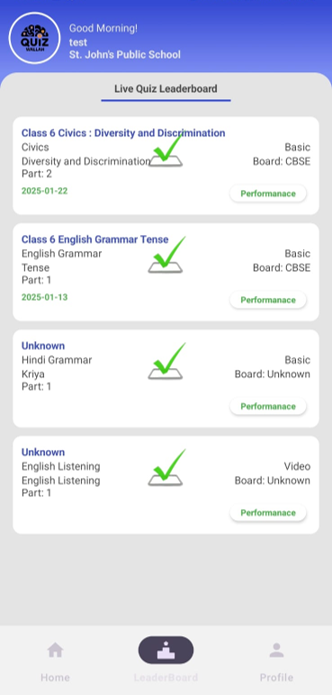 QUIZ
WALLAH
Good Morning!
test
St. John's Public School
Live Quiz Leaderboard
Class 6 Civics : Diversity and Discrimination
Civics
Basic
Diversity and Discrimination
Board: CBSE
Part: 2
2025-01-22
Performanace
Class 6 English Grammar Tense
English Grammar
Basic
Tense
Board: CBSE
Part: 1
2025-01-13
Performanace
Unknown
Hindi Grammar
Basic
Kriya
Board: Unknown
Part: 1
Performanace
Unknown
English Listening
Video
English Listening
Board: Unknown
Part: 1
Performanace
Home
LeaderBoard
Profile